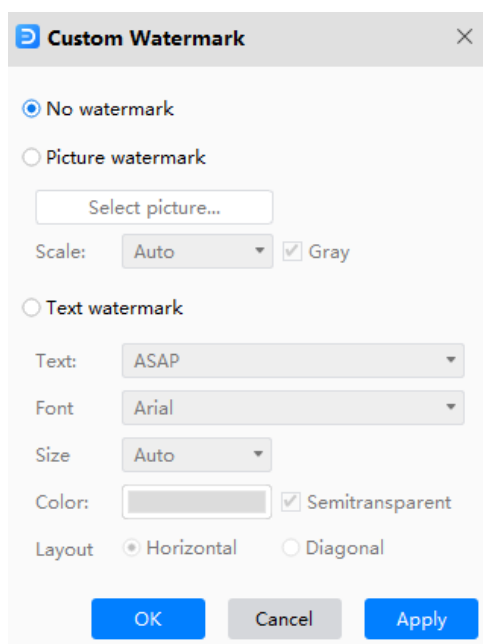 Custom Watermark
No watermark
Picture watermark
Select picture...
Scale: Auto Gray
Text watermark
Text: ASAP
Font Arial
Size Auto
Color: Semitransparent
Layout Horizontal Diagonal
OK Cancel Apply